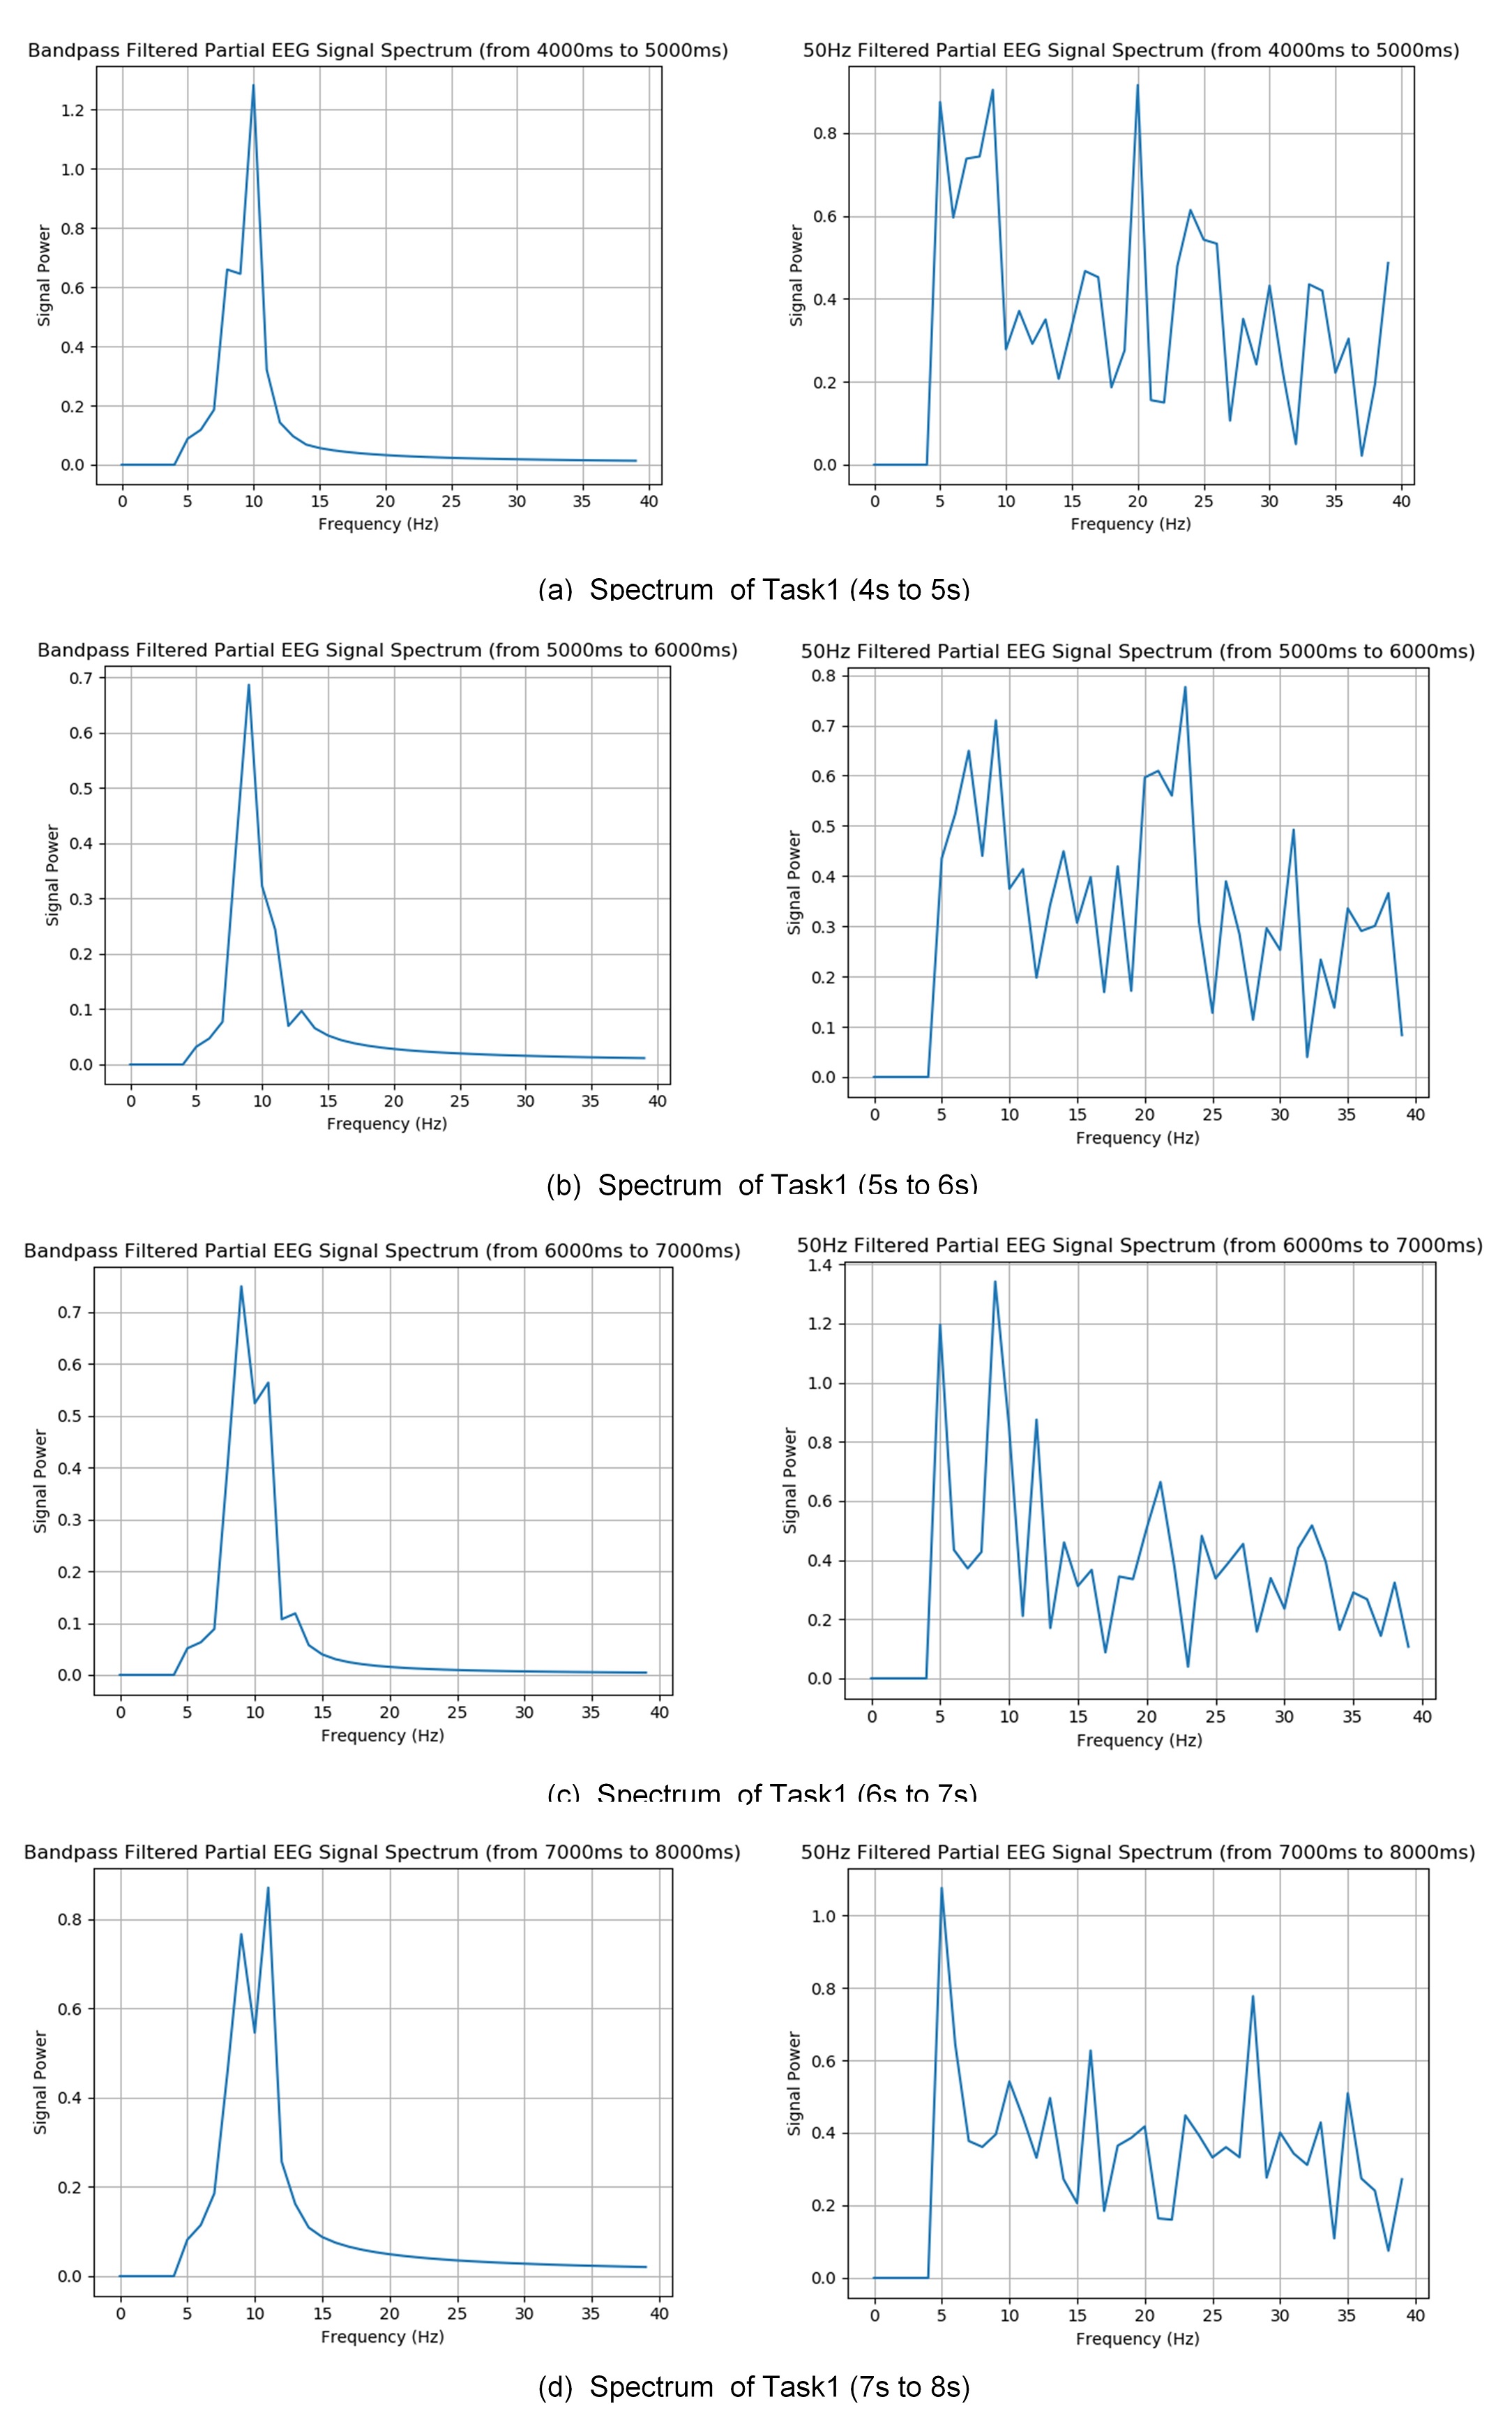 Bandpass Filtered Partial EEG Signal Spectrum (from 4000ms to 5000ms)
Signal Power
1.2
1.0
0.8
0.6
0.4
0.2
0.0
0 5 10 15 20 25 30 35 40
Frequency (Hz)
50Hz Filtered Partial EEG Signal Spectrum (from 4000ms to 5000ms)
Signal Power
0.8
0.6
0.4
0.2
0.0
0 5 10 15 20 25 30 35 40
Frequency (Hz)
(a) Spectrum of Task1 (4s to 5s)
Bandpass Filtered Partial EEG Signal Spectrum (from 5000ms to 6000ms)
Signal Power
0.7
0.6
0.5
0.4
0.3
0.2
0.1
0.0
0 5 10 15 20 25 30 35 40
Frequency (Hz)
50Hz Filtered Partial EEG Signal Spectrum (from 5000ms to 6000ms)
Signal Power
0.8
0.7
0.6
0.5
0.4
0.3
0.2
0.1
0.0
0 5 10 15 20 25 30 35 40
Frequency (Hz)
(b) Spectrum of Task1 (5s to 6s)
Bandpass Filtered Partial EEG Signal Spectrum (from 6000ms to 7000ms)
Signal Power
0.7
0.6
0.5
0.4
0.3
0.2
0.1
0.0
0 5 10 15 20 25 30 35 40
Frequency (Hz)
50Hz Filtered Partial EEG Signal Spectrum (from 6000ms to 7000ms)
Signal Power
1.4
1.2
1.0
0.8
0.6
0.4
0.2
0.0
0 5 10 15 20 25 30 35 40
Frequency (Hz)
(c) Spectrum of Task1 (6s to 7s)
Bandpass Filtered Partial EEG Signal Spectrum (from 7000ms to 8000ms)
Signal Power
0.8
0.6
0.4
0.2
0.0
0 5 10 15 20 25 30 35 40
Frequency (Hz)
50Hz Filtered Partial EEG Signal Spectrum (from 7000ms to 8000ms)
Signal Power
1.0
0.8
0.6
0.4
0.2
0.0
0 5 10 15 20 25 30 35 40
Frequency (Hz)
(d) Spectrum of Task1 (7s to 8s)